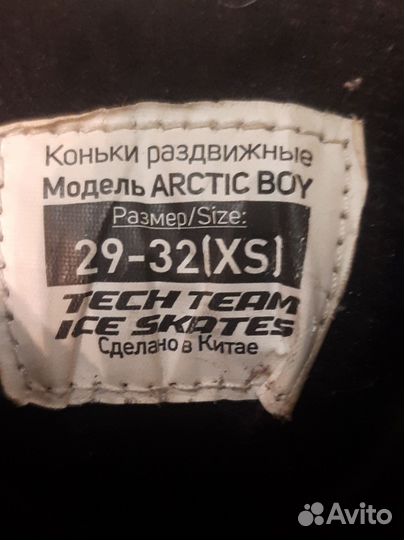 Коньки раздвижные
Модель ARCTIC BOY
Размер/Size:
29-32(XS)
TECH TEAM
ICE SKATES
Сделано в Китае
Avito